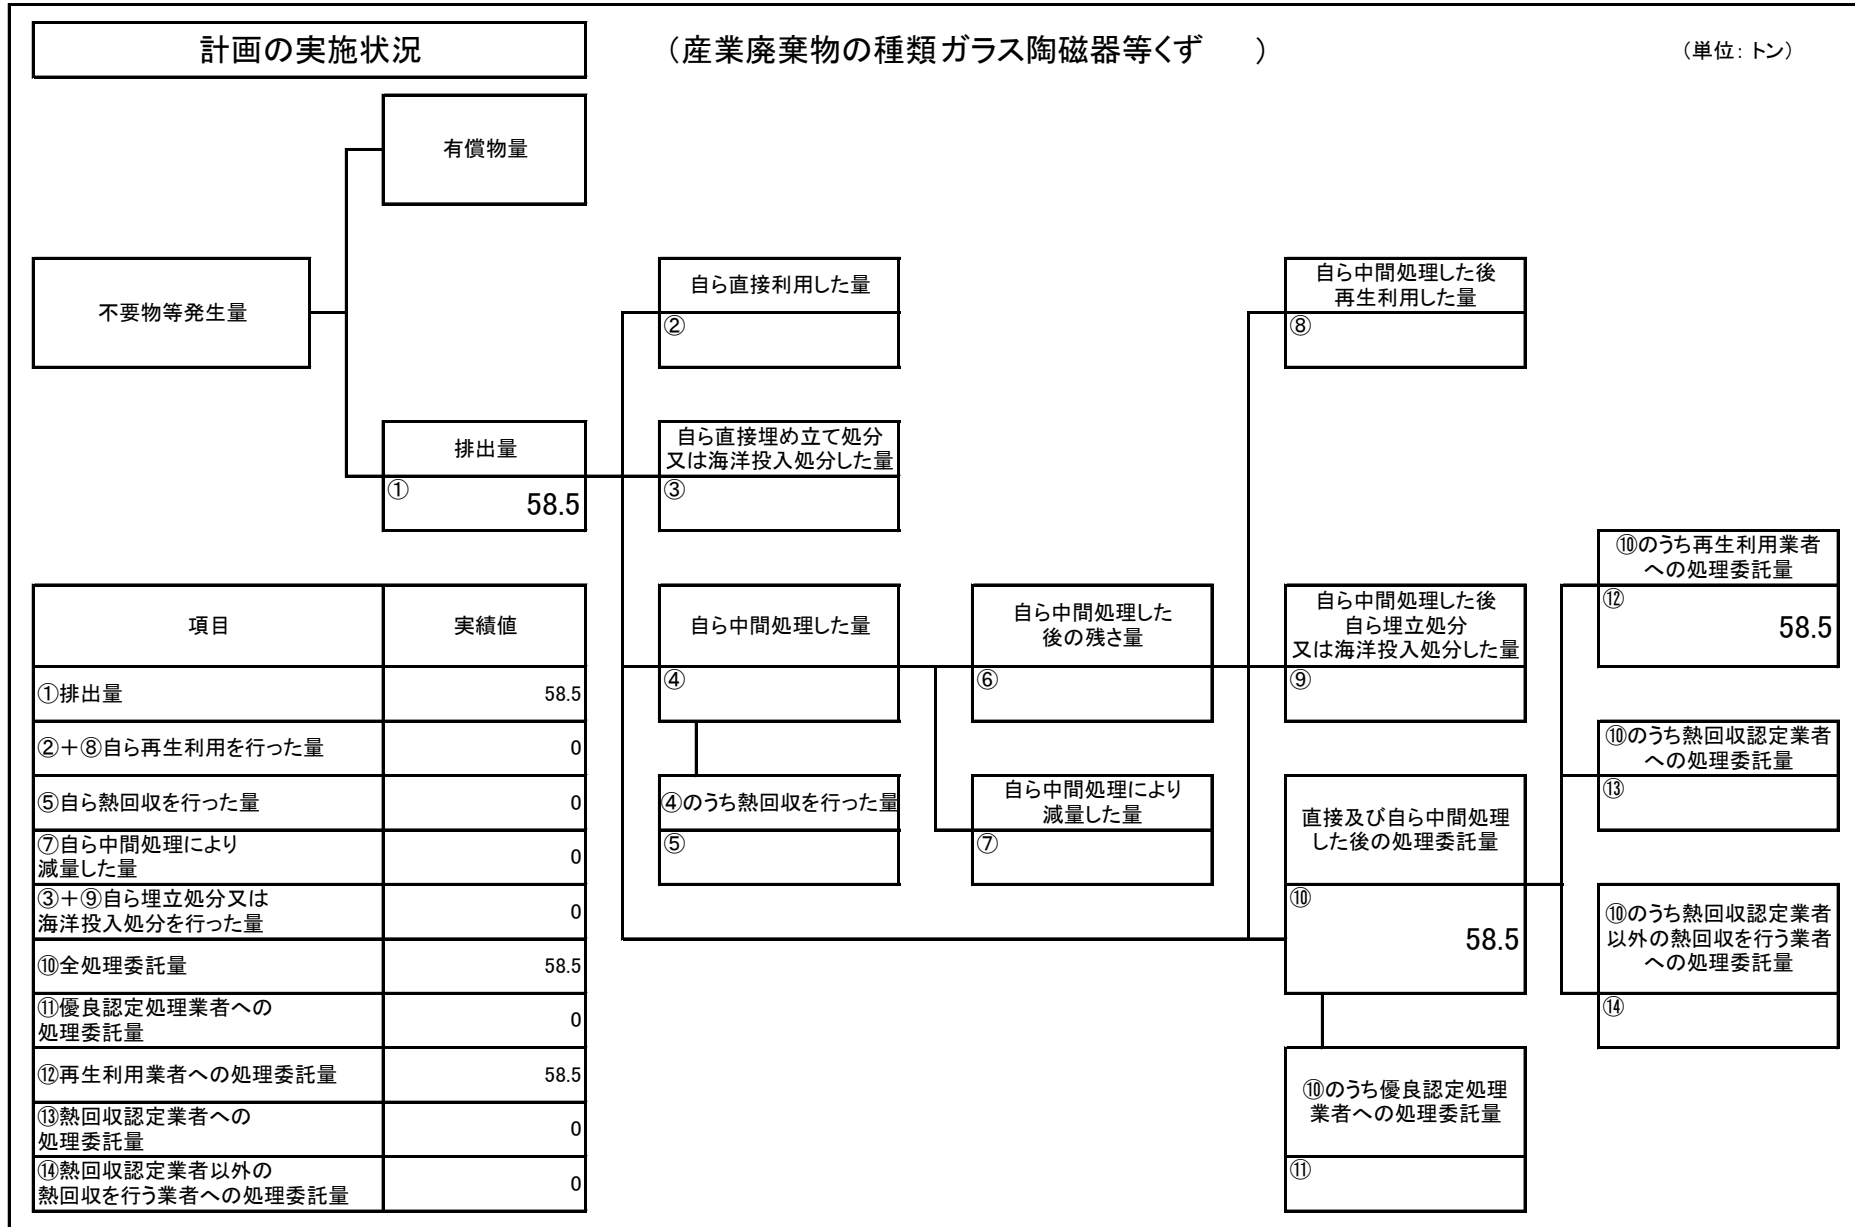 計画の実施状況
（産業廃棄物の種類ガラス陶磁器等くず　　）
（単位：トン）
有償物量
不要物等発生量
自ら直接利用した量
②
自ら中間処理した後
再生利用した量
⑧
排出量
①
58.5
自ら直接埋め立て処分
又は海洋投入処分した量
③
⑩のうち再生利用業者
への処理委託量
⑫
58.5
自ら中間処理した量
④
自ら中間処理した
後の残さ量
⑥
自ら中間処理した後
自ら埋立処分
又は海洋投入処分した量
⑨
⑩のうち熱回収認定業者
への処理委託量
⑬
④のうち熱回収を行った量
⑤
自ら中間処理により
減量した量
⑦
直接及び自ら中間処理
した後の処理委託量
⑩
58.5
⑩のうち熱回収認定業者
以外の熱回収を行う業者
への処理委託量
⑭
⑩のうち優良認定処理
業者への処理委託量
⑪
項目 実績値
①排出量 58.5
②＋⑧自ら再生利用を行った量 0
⑤自ら熱回収を行った量 0
⑦自ら中間処理により
減量した量 0
③＋⑨自ら埋立処分又は
海洋投入処分を行った量 0
⑩全処理委託量 58.5
⑪優良認定処理業者への
処理委託量 0
⑫再生利用業者への処理委託量 58.5
⑬熱回収認定業者への
処理委託量 0
⑭熱回収認定業者以外の
熱回収を行う業者への処理委託量 0